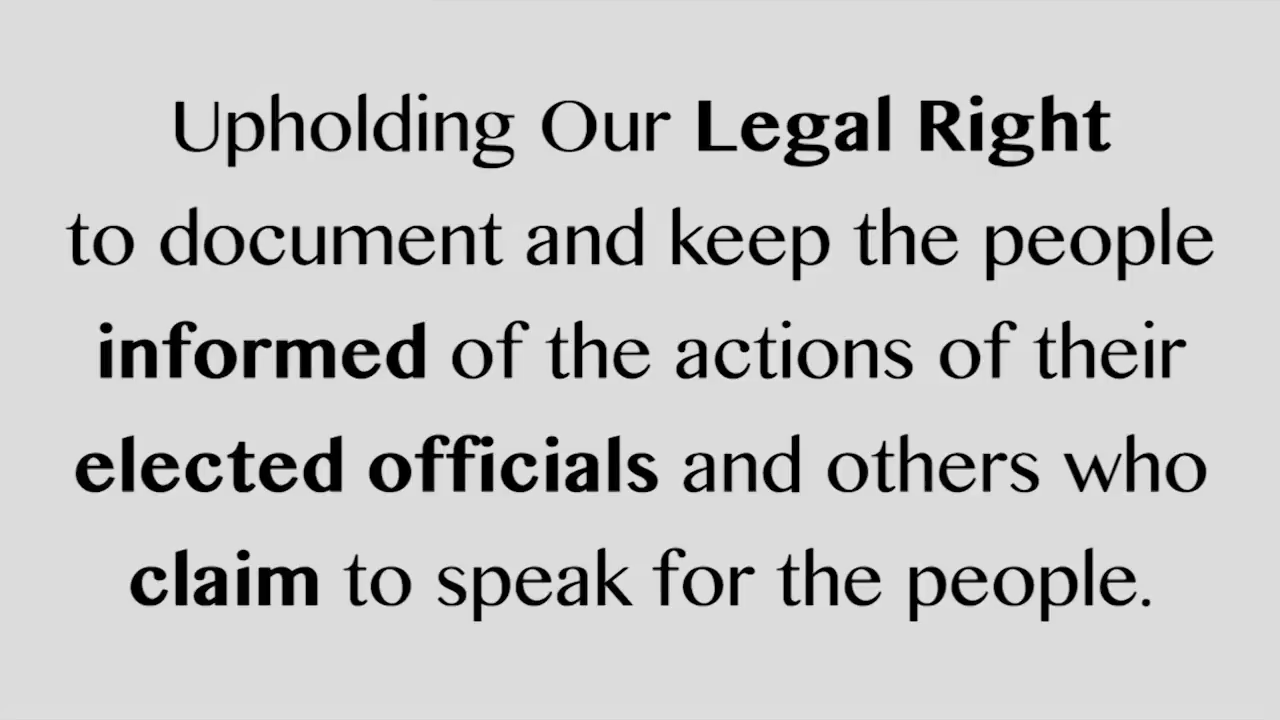 Upholding Our Legal Right
to document and keep the people
informed of the actions of their
elected officials and others who
claim to speak for the people.